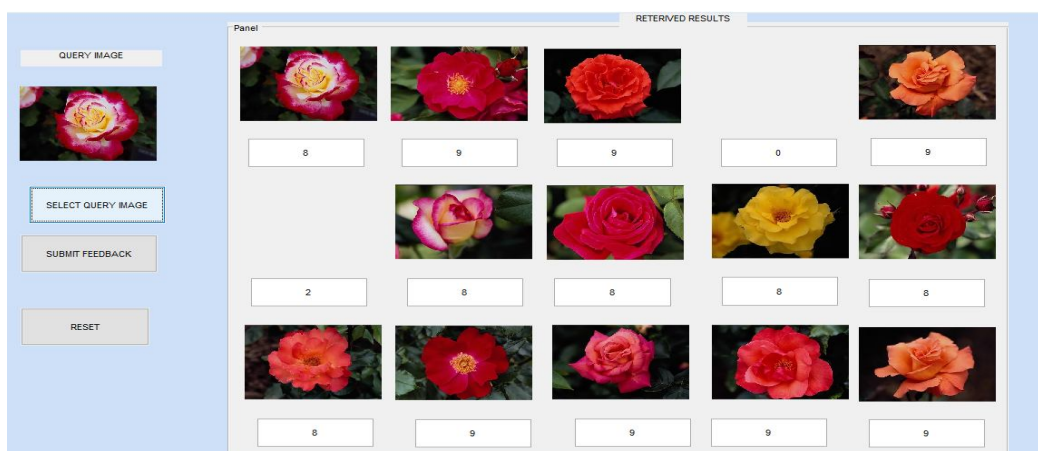 RETERIVED RESULTS
Panel
QUERY IMAGE
8 9 9 0 9
SELECT QUERY IMAGE
SUBMIT FEEDBACK
2 8 8 8 8
RESET
8 9 9 9 9